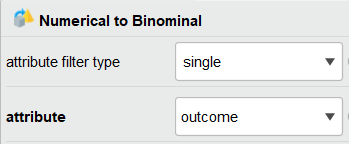 Numerical to Binominal
attribute filter type single
attribute outcome